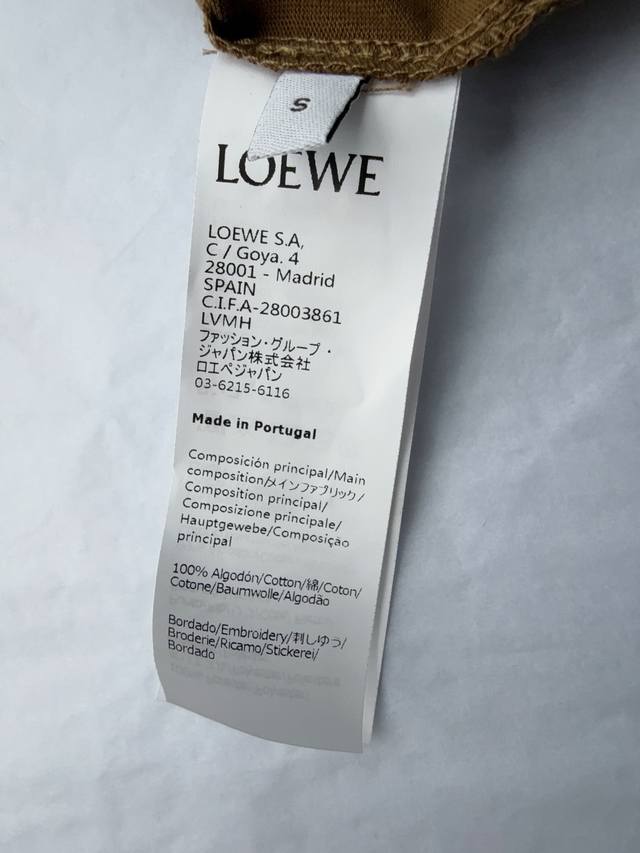 S
LOEWE
LOEWE S.A,
C / Goya, 4
28001 - Madrid
SPAIN
C.I.F.A-28003861
LVMH
ファッション・グループ・
ジャパン株式会社
ロエベジャパン
03-6215-6116
Made in Portugal
Composición principal/Main
composition/メインファブリック/
Composition principal/
Composizione principale/
Hauptgewebe/Composição
principal
100% Algodón/Cotton/綿/Coton/
Cotone/Baumwolle/Algodão
Bordado/Embroidery/刺しゆう/
Broderie/Ricamo/Stickerei/
Bordado